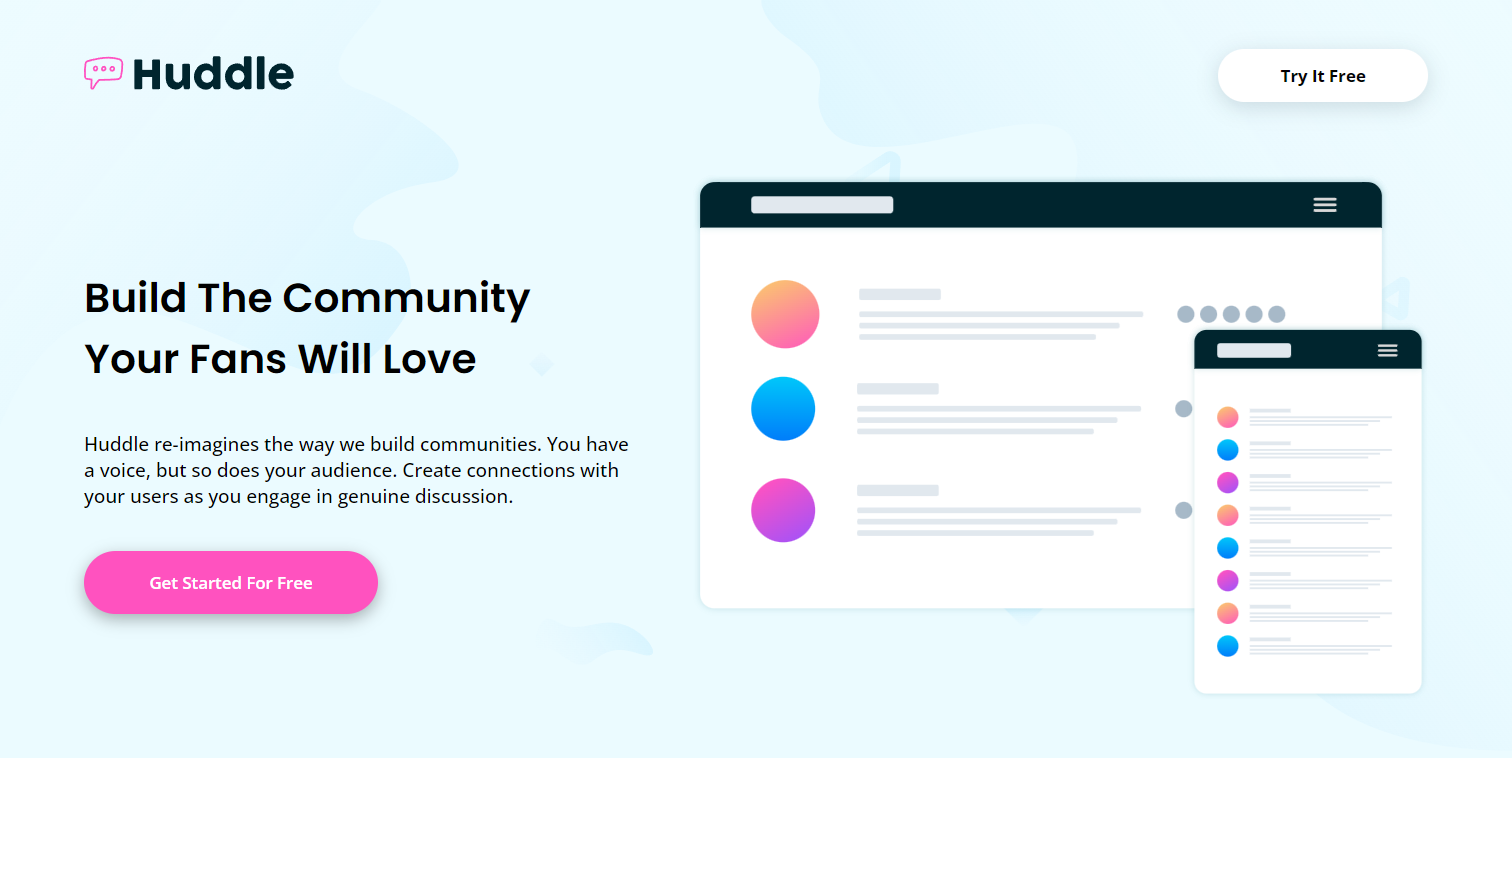 Huddle
Try It Free
Build The Community
Your Fans Will Love
Huddle re-imagines the way we build communities. You have
a voice, but so does your audience. Create connections with
your users as you engage in genuine discussion.
Get Started For Free